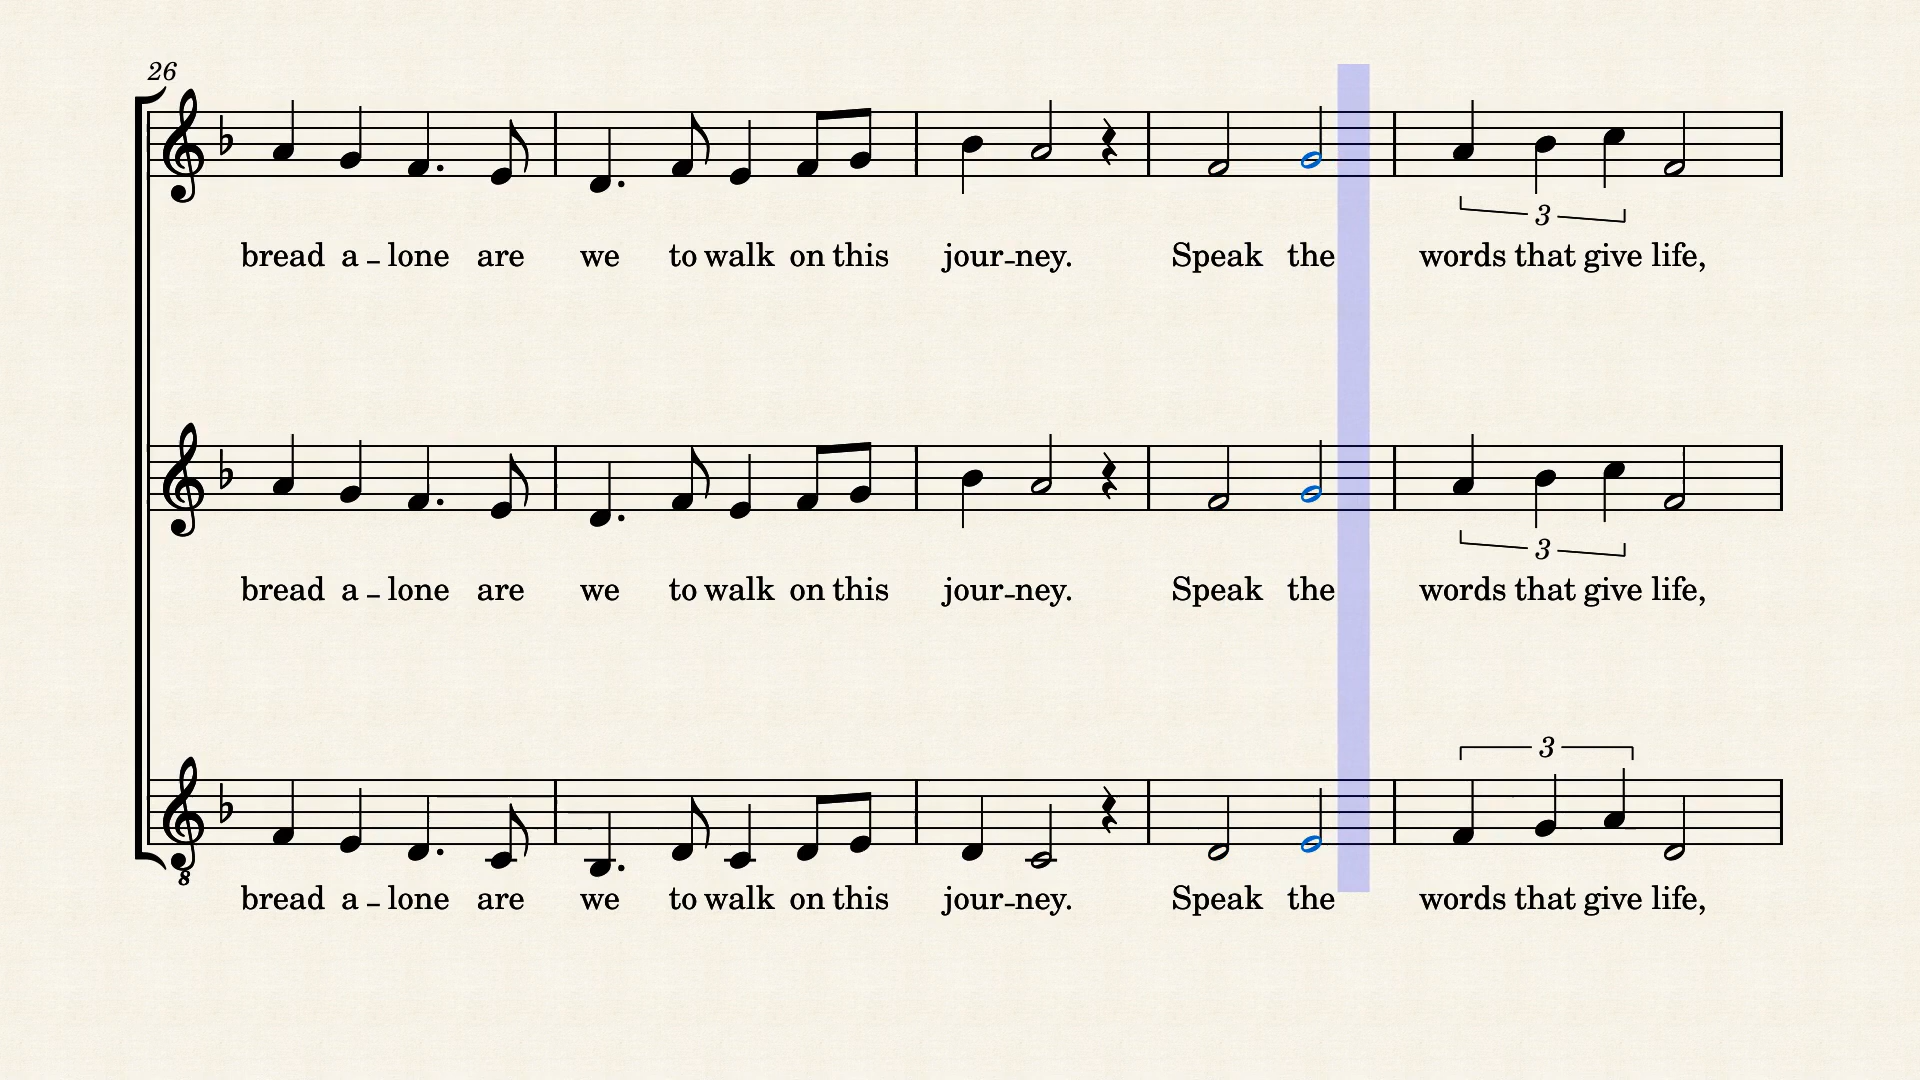 26
bread a – lone are we to walk on this jour–ney. Speak the words that give life,
3
bread a – lone are we to walk on this jour–ney. Speak the words that give life,
3
3
8
bread a – lone are we to walk on this jour–ney. Speak the words that give life,